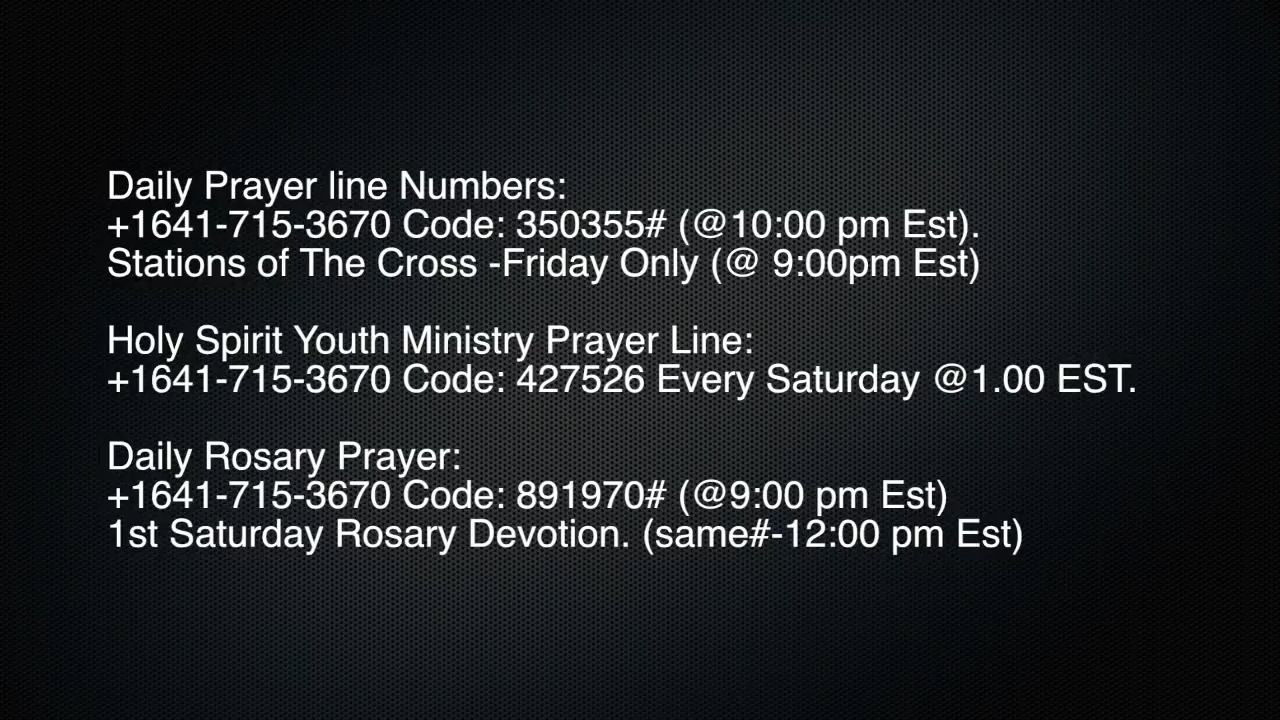 Daily Prayer line Numbers:
+1641-715-3670 Code: 350355# (@10:00 pm Est).
Stations of The Cross -Friday Only (@ 9:00pm Est)
Holy Spirit Youth Ministry Prayer Line:
+1641-715-3670 Code: 427526 Every Saturday @1.00 EST.
Daily Rosary Prayer:
+1641-715-3670 Code: 891970# (@9:00 pm Est)
1st Saturday Rosary Devotion. (same#-12:00 pm Est)